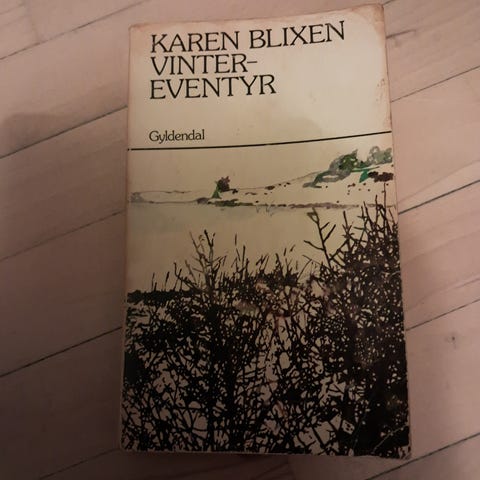 KAREN BLIXEN
VINTER-
EVENTYR
Gyldendal